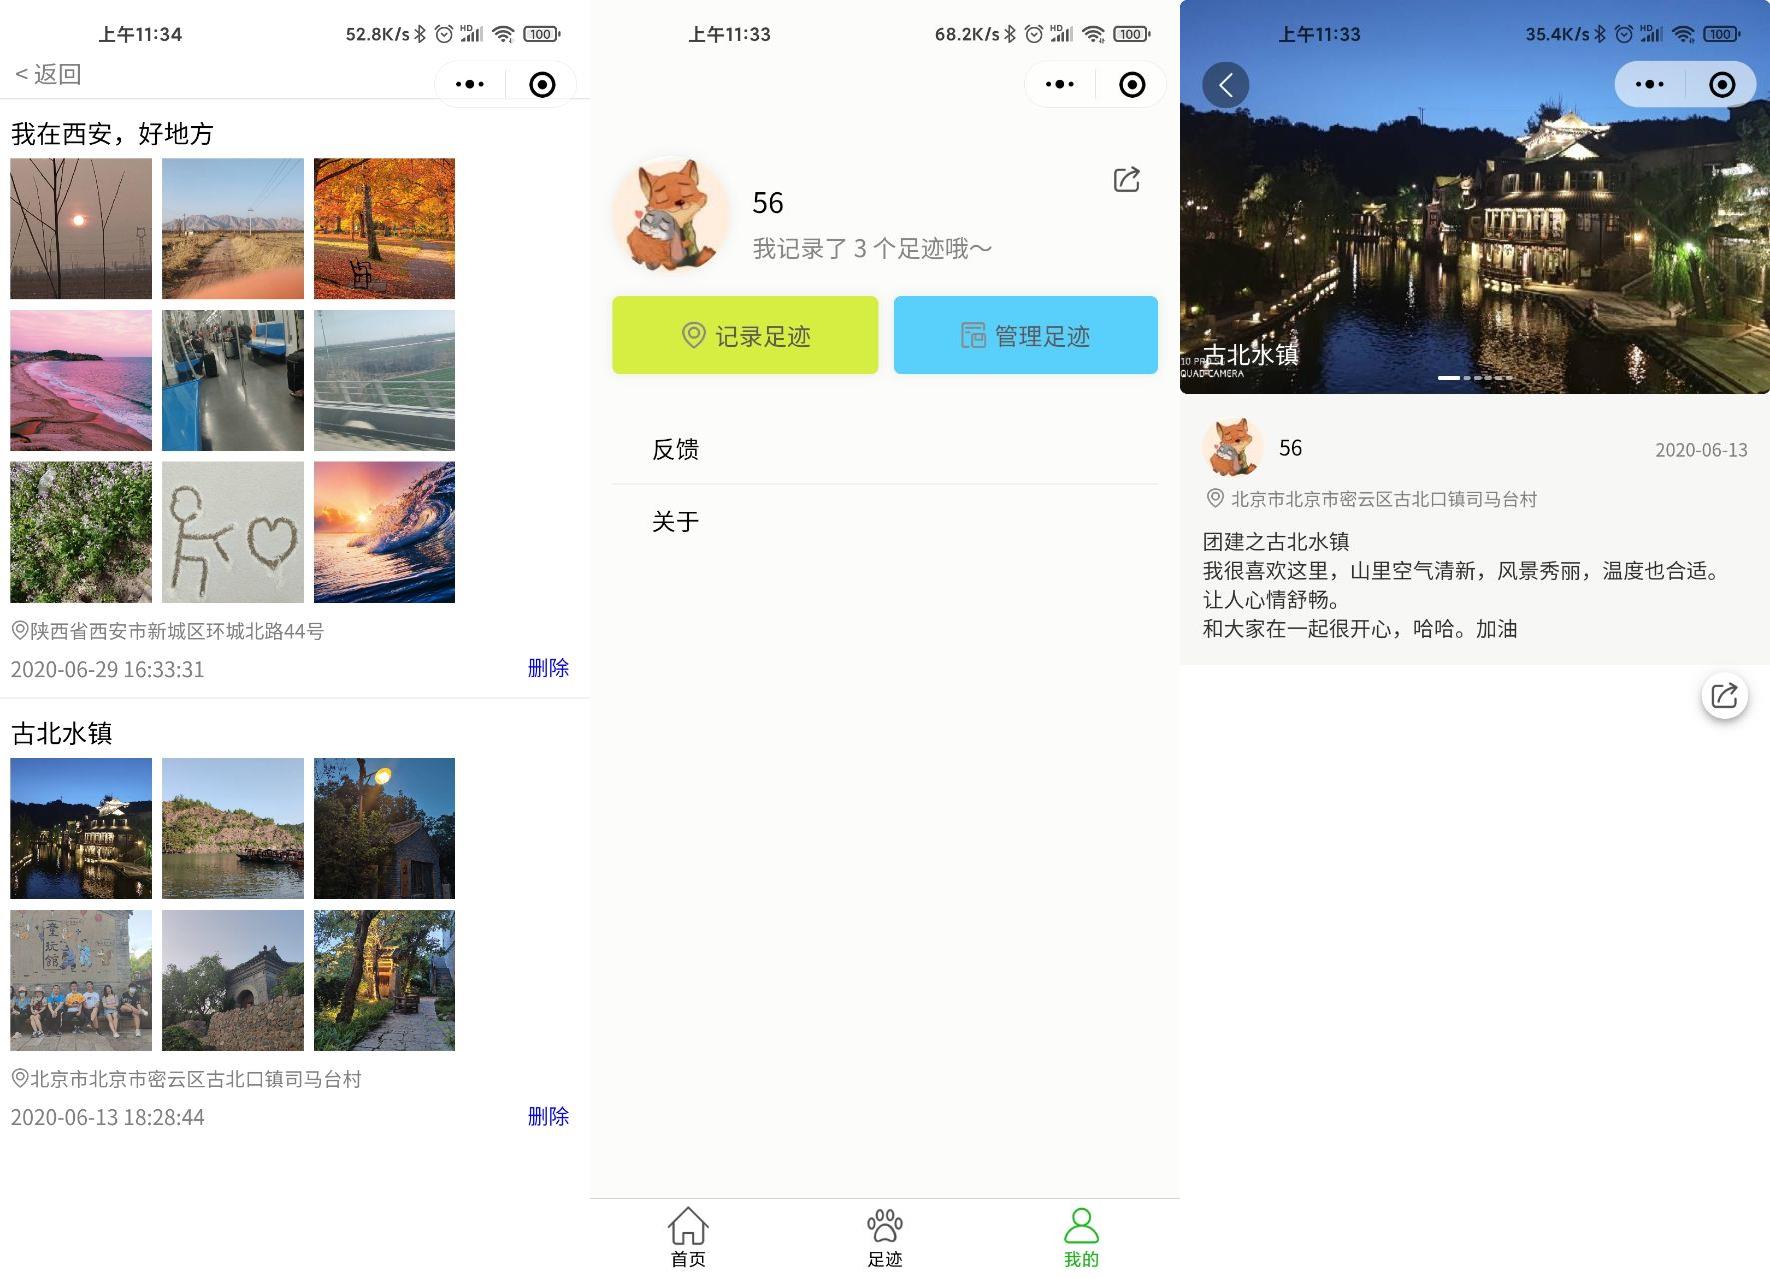 上午11:34
52.8K/s
HD
100
< 返回
我在西安，好地方
陕西省西安市新城区环城北路44号
2020-06-29 16:33:31
删除
古北水镇
童玩館
北京市北京市密云区古北口镇司马台村
2020-06-13 18:28:44
删除
上午11:33
68.2K/s
HD
100
56
我记录了 3 个足迹哦～
记录足迹
管理足迹
反馈
关于
首页
足迹
我的
上午11:33
35.4K/s
HD
100
古北水镇
QUAD CAMERA
56
2020-06-13
北京市北京市密云区古北口镇司马台村
团建之古北水镇
我很喜欢这里，山里空气清新，风景秀丽，温度也合适。
让人心情舒畅。
和大家在一起很开心，哈哈。加油